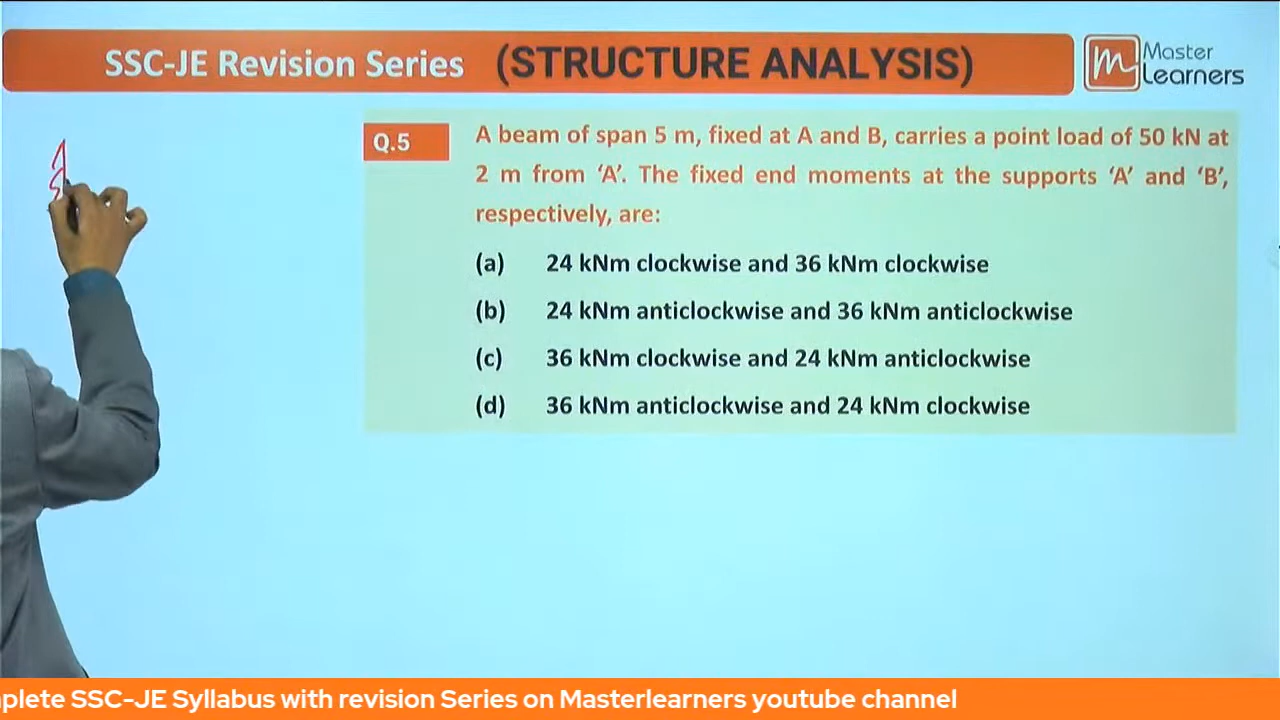 SSC-JE Revision Series (STRUCTURE ANALYSIS)
Master
Learners
Q.5 A beam of span 5 m, fixed at A and B, carries a point load of 50 kN at
2 m from ‘A’. The fixed end moments at the supports ‘A’ and ‘B’,
respectively, are:
(a) 24 kNm clockwise and 36 kNm clockwise
(b) 24 kNm anticlockwise and 36 kNm anticlockwise
(c) 36 kNm clockwise and 24 kNm anticlockwise
(d) 36 kNm anticlockwise and 24 kNm clockwise
plete SSC-JE Syllabus with revision Series on Masterlearners youtube channel